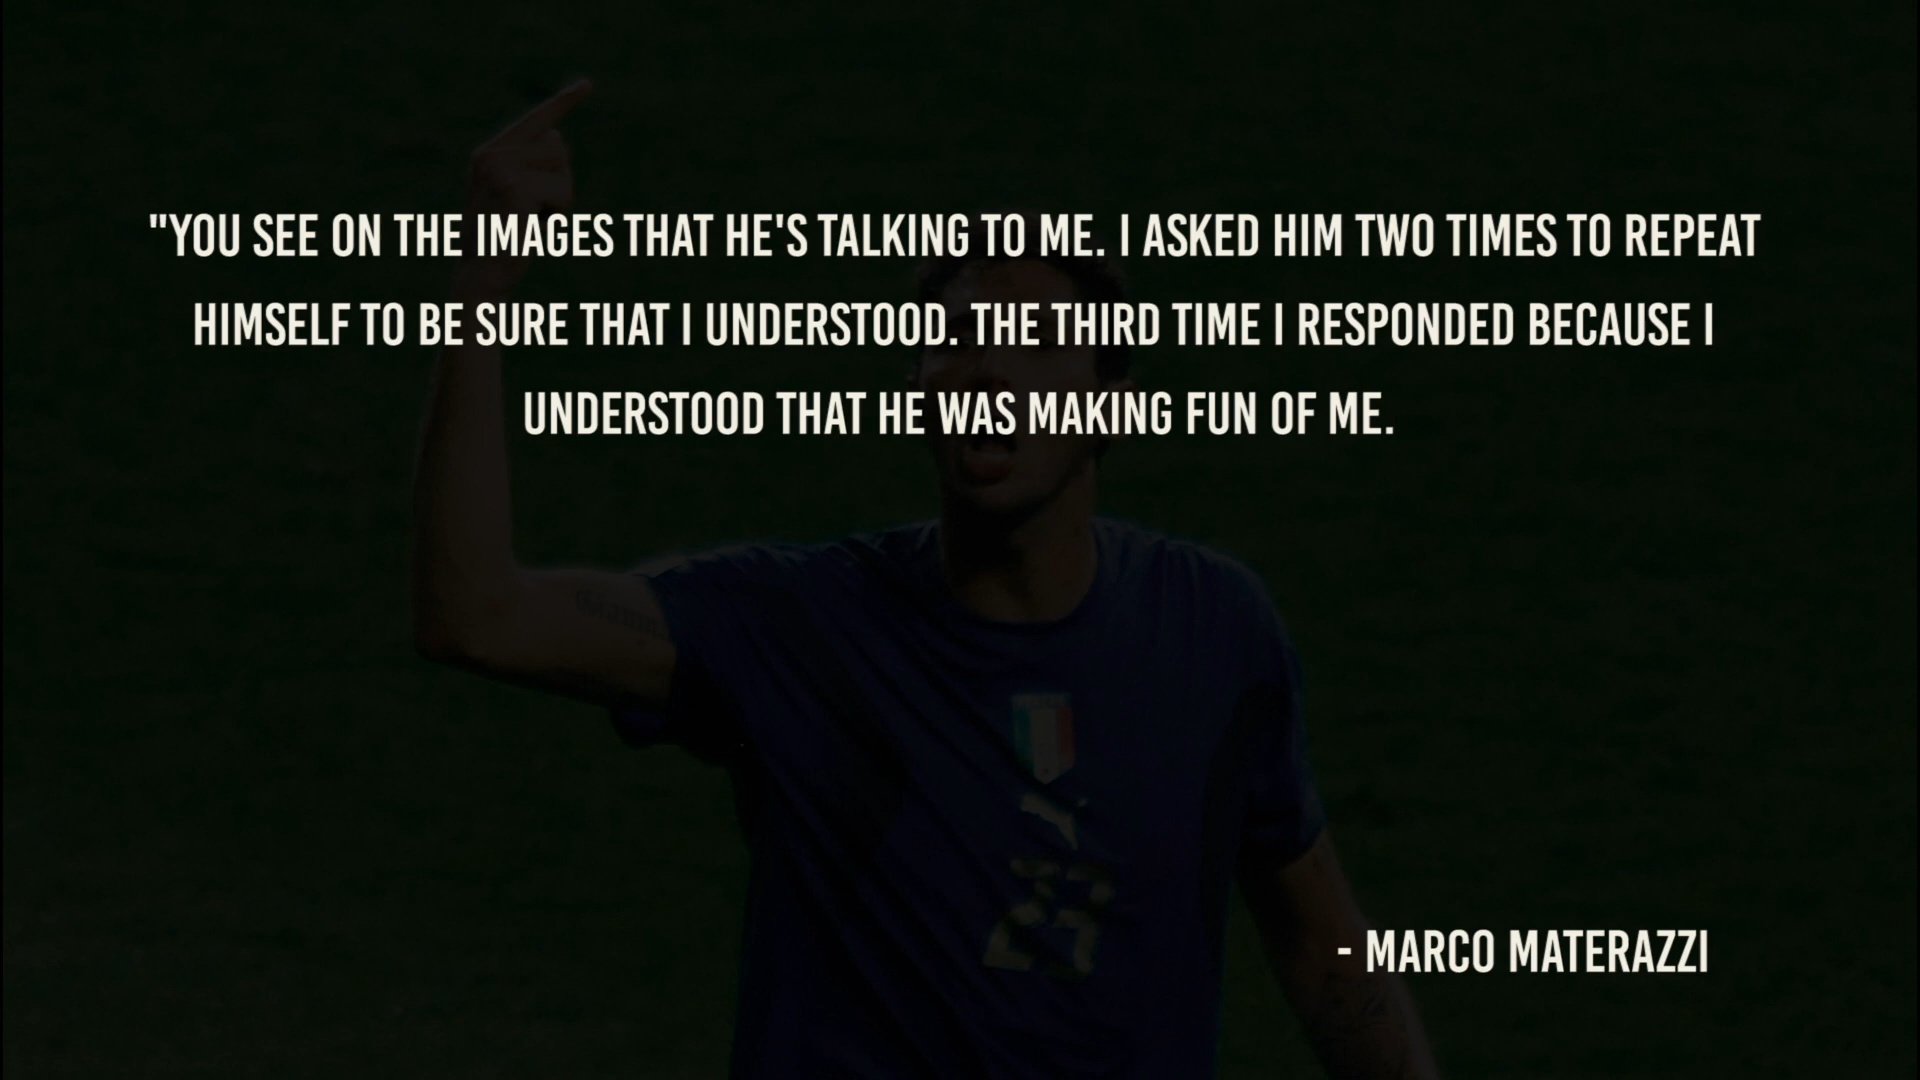 "YOU SEE ON THE IMAGES THAT HE'S TALKING TO ME. I ASKED HIM TWO TIMES TO REPEAT
HIMSELF TO BE SURE THAT I UNDERSTOOD. THE THIRD TIME I RESPONDED BECAUSE I
UNDERSTOOD THAT HE WAS MAKING FUN OF ME.
23
- MARCO MATERAZZI